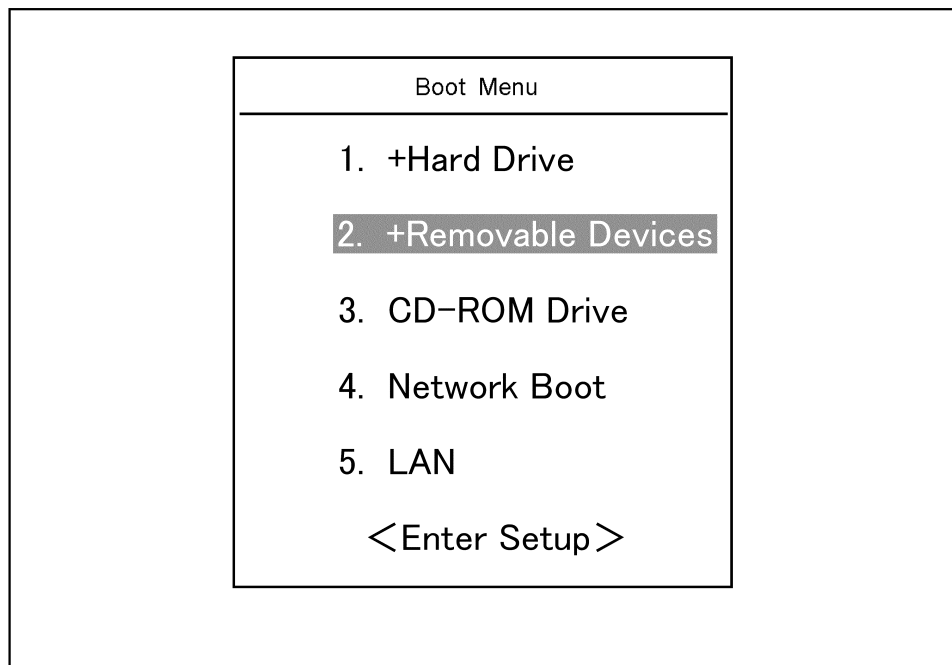 Boot Menu
1. +Hard Drive
2. +Removable Devices
3. CD-ROM Drive
4. Network Boot
5. LAN
<Enter Setup>